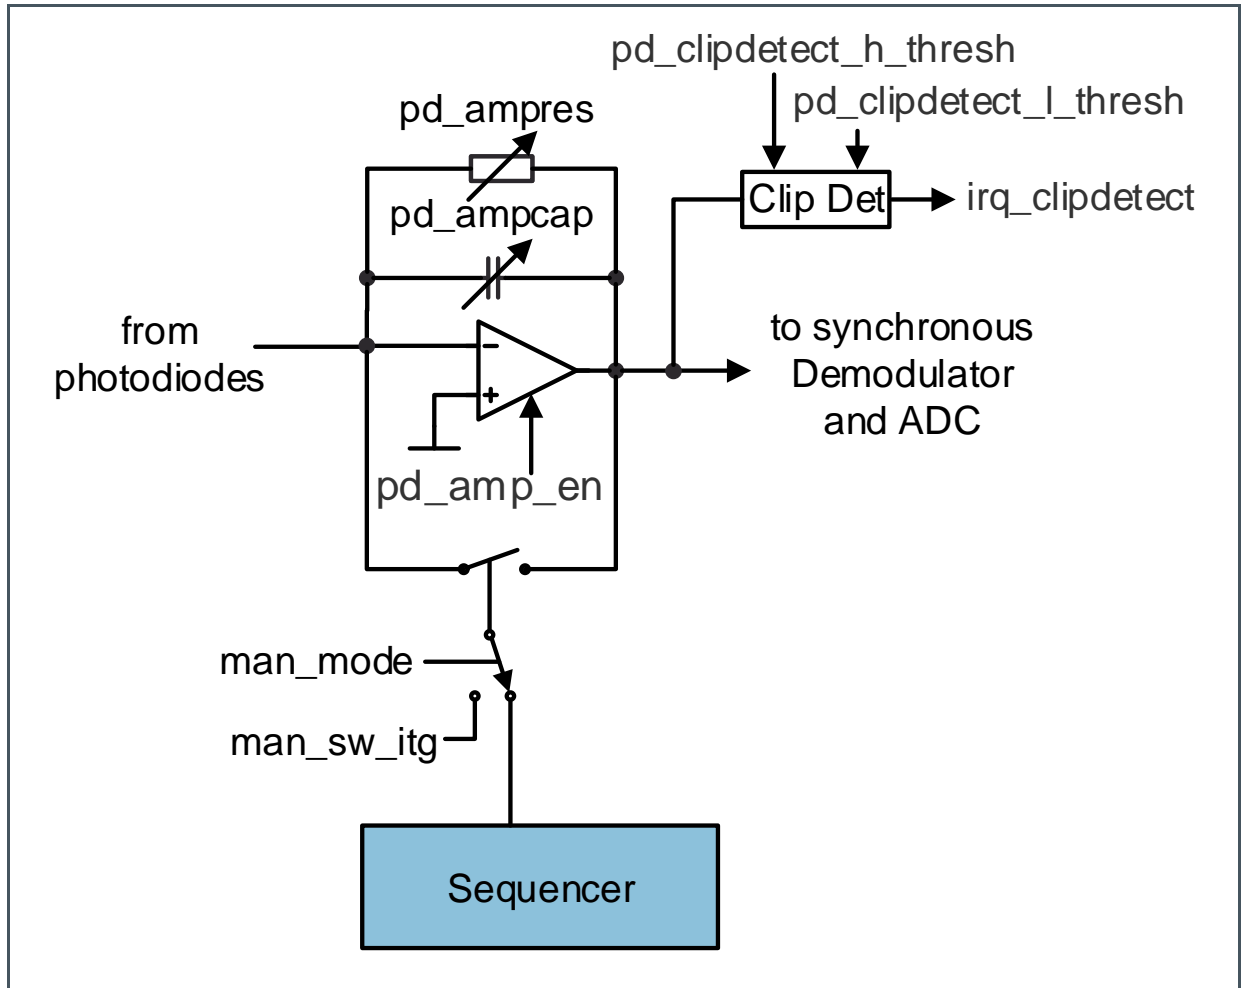 pd_clipdetect_h_thresh
pd_clipdetect_l_thresh
pd_ampres
Clip Det
irq_clipdetect
pd_ampcap
from
photodiodes
to synchronous
Demodulator
and ADC
−
+
pd_amp_en
man_mode
man_sw_itg
Sequencer